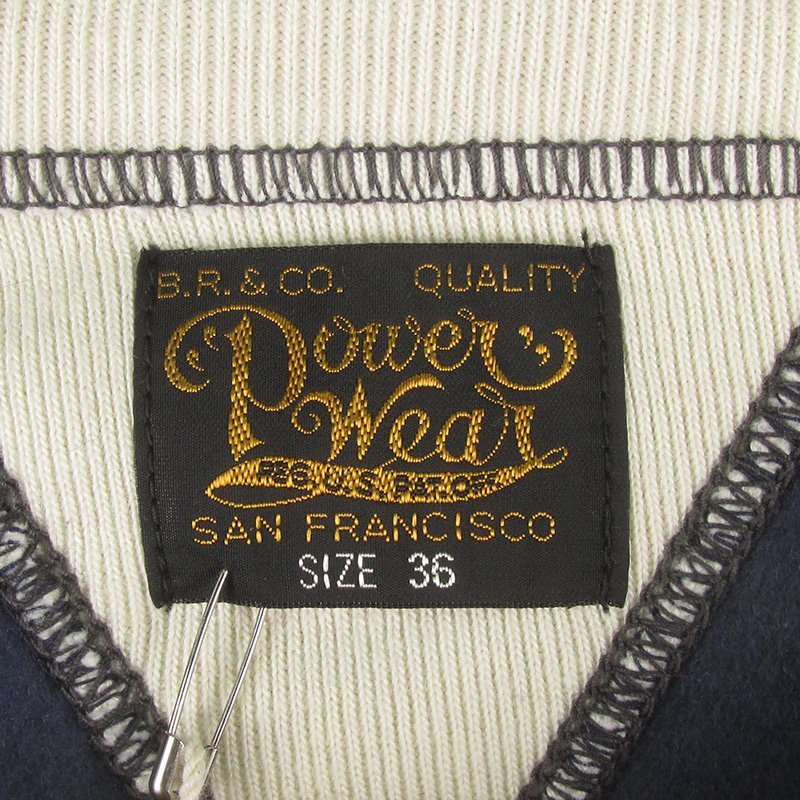 B.R.&CO. QUALITY
Power
Wear
REG U.S. PAT. OFF
SAN FRANCISCO
SIZE 36